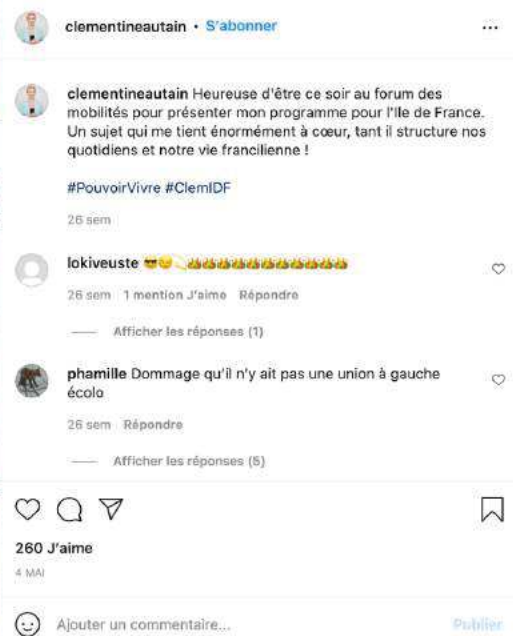 clementineautain • S'abonner
clementineautain Heureuse d'être ce soir au forum des
mobilités pour présenter mon programme pour l'Ile de France.
Un sujet qui me tient énormément à cœur, tant il structure nos
quotidiens et notre vie francilienne !
#PouvoirVivre #ClemIDF
26 sem
lokiveuste
26 sem 1 mention J'aime Répondre
Afficher les réponses (1)
phamille Dommage qu'il n'y ait pas une union à gauche
écolo
26 sem Répondre
Afficher les réponses (5)
260 J'aime
4 MAI
Ajouter un commentaire... Publier